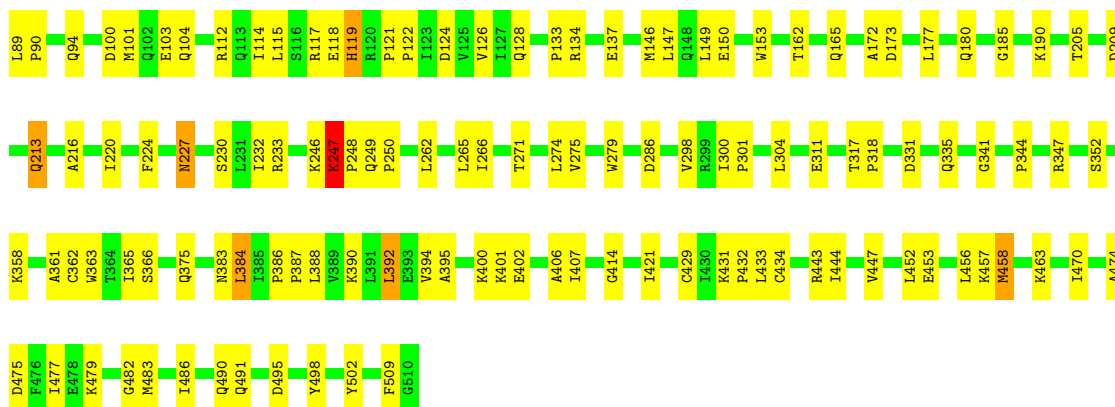 L89 P90 Q94 D100 M101 Q102 E103 Q104 R112 Q113 I114 L115 S116 R117 E118 H119 R120 P121 P122 I123 D124 V125 V126 I127 Q128 P133 R134 E137 M146 L147 Q148 L149 E150 W153 T162 Q165 A172 D173 L177 Q180 G185 K190 T205
Q213 A216 I220 F224 N227 S230 L231 I232 R233 K246 K247 P248 Q249 P250 L262 L265 I266 T271 L274 V275 W279 D286 V298 R299 I300 P301 L304 E311 T317 P318 D331 Q335 G341 P344 R347 S352
K358 A361 C362 W363 T364 I365 S366 Q375 N383 L384 I385 P386 P387 L388 V389 K390 L391 L392 E393 V394 A395 K400 K401 E402 A406 I407 G414 I421 C429 I430 K431 P432 L433 C434 R443 I444 V447 L452 E453 L456 K457 M458 K463 I470
D475 F476 I477 E478 K479 G482 M483 I486 Q490 Q491 D495 Y498 Y502 F509 G510